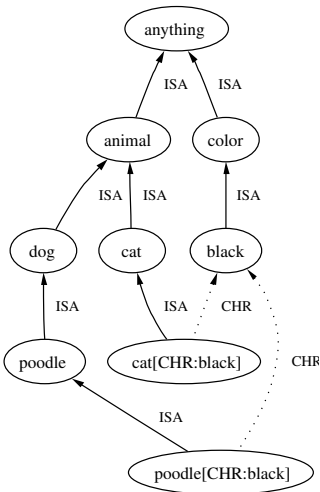 anything
ISA ISA
animal color
ISA ISA ISA
dog cat black
ISA ISA CHR
poodle cat[CHR:black] CHR
ISA
poodle[CHR:black]